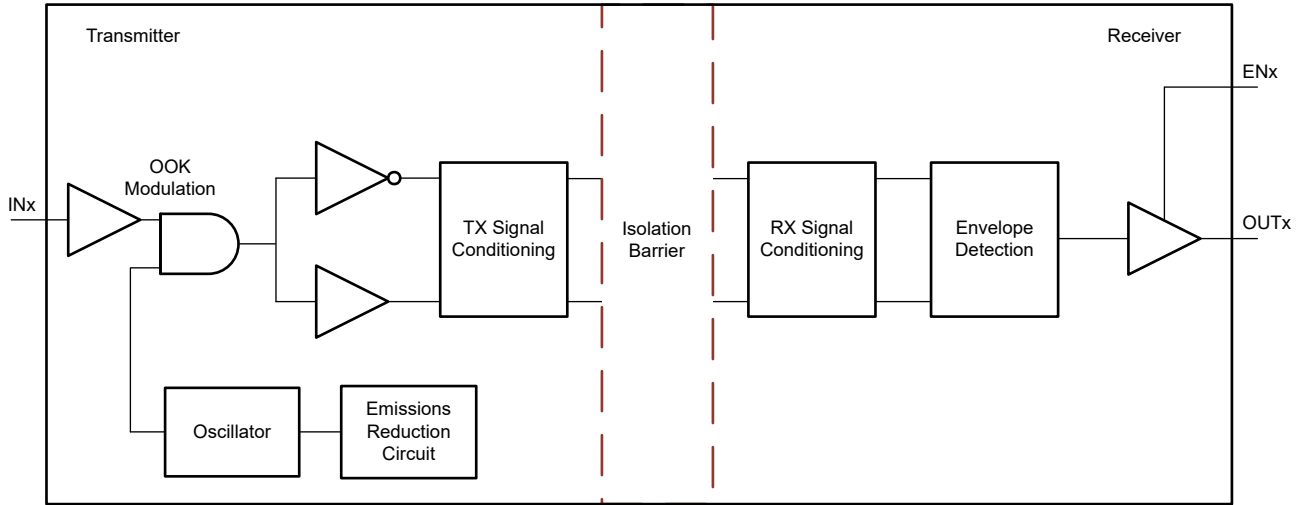 Transmitter
Receiver
ENx
OOK
Modulation
INx
TX Signal
Conditioning
Isolation
Barrier
RX Signal
Conditioning
Envelope
Detection
OUTx
Oscillator
Emissions
Reduction
Circuit